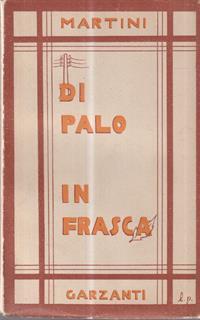 MARTINI
DI
PALO
IN
FRASCA
GARZANTI
l.p.